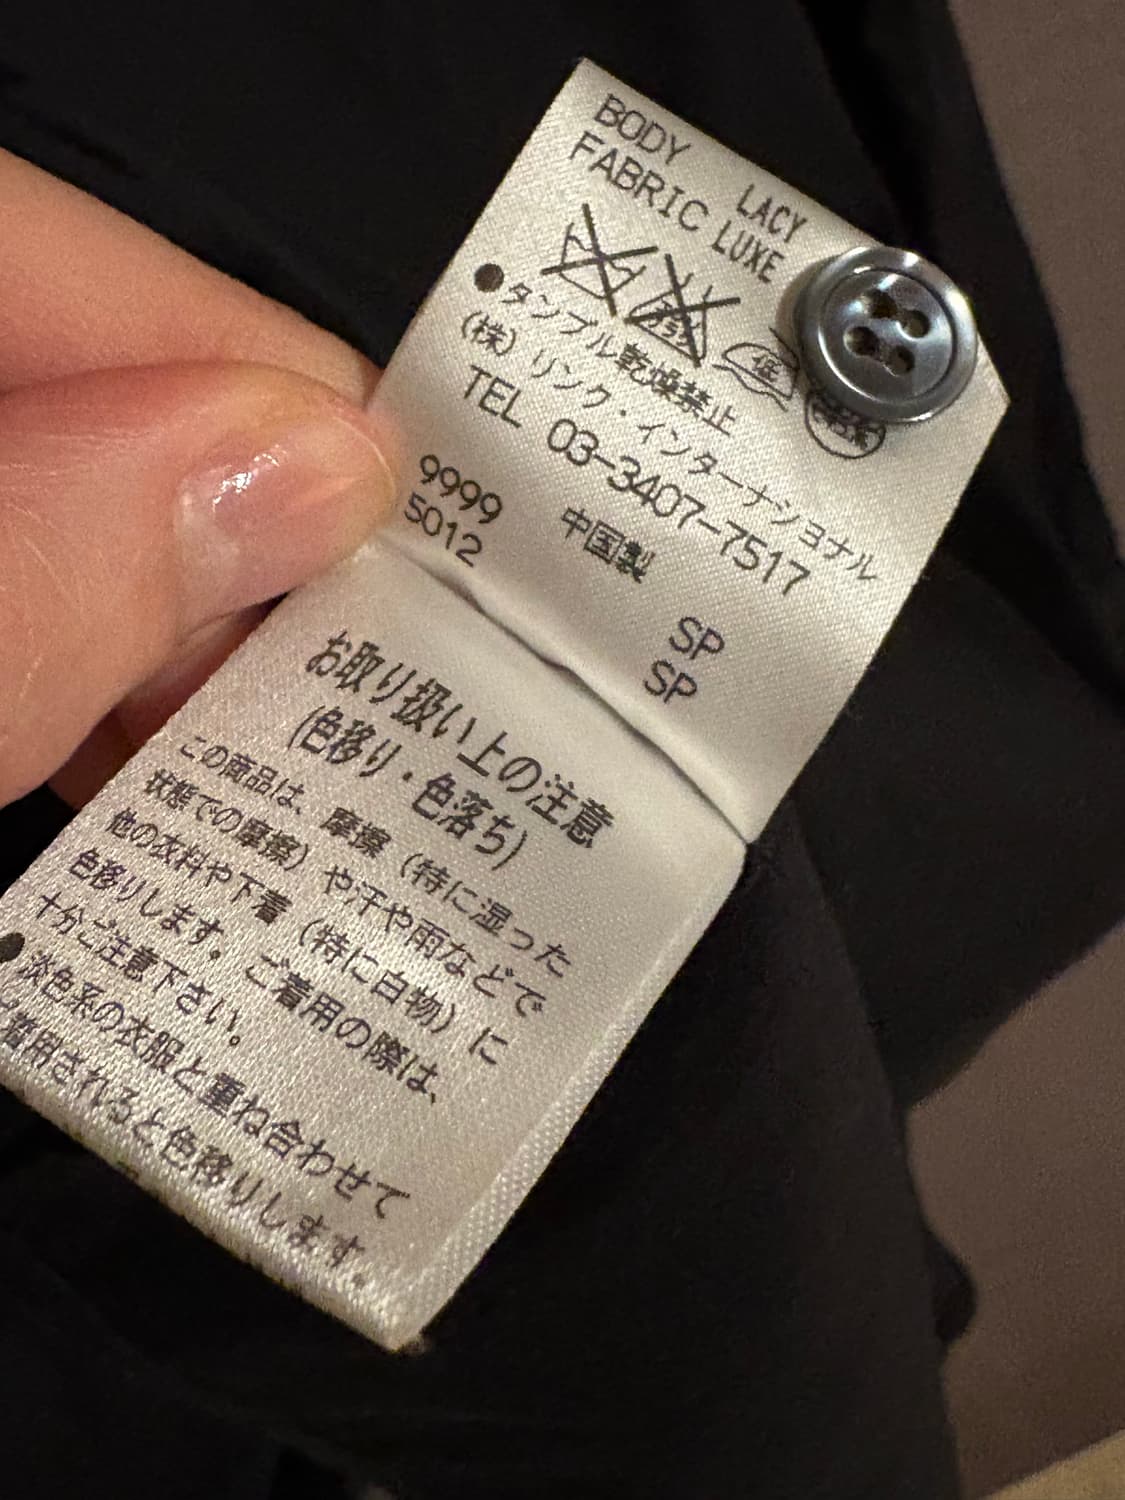 BODY LACY
FABRIC LUXE
エンソ
サラシ
低
●タンブル乾燥禁止
(株)リンク・インターナショナル
TEL 03-3407-7517
9999 中国製 SP
5012 SP
お取り扱い上の注意
(色移り・色落ち)
この商品は、摩擦(特に湿った
状態での摩擦)や汗や雨などで
他の衣料や下着(特に白物)に
色移りします。ご着用の際は、
十分ご注意下さい。
●淡色系の衣服と重ね合わせて
着用されると色移りします。